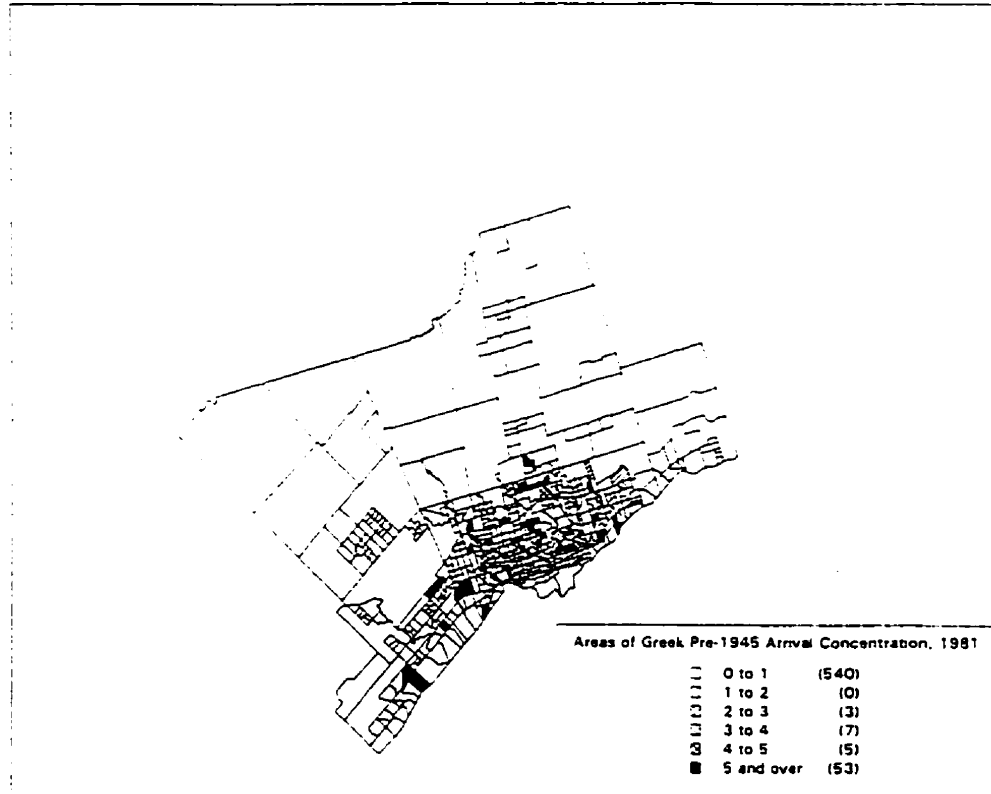 Areas of Greek Pre-1945 Arrival Concentration, 1981
0 to 1 (540)
1 to 2 (0)
2 to 3 (3)
3 to 4 (7)
4 to 5 (5)
5 and over (53)